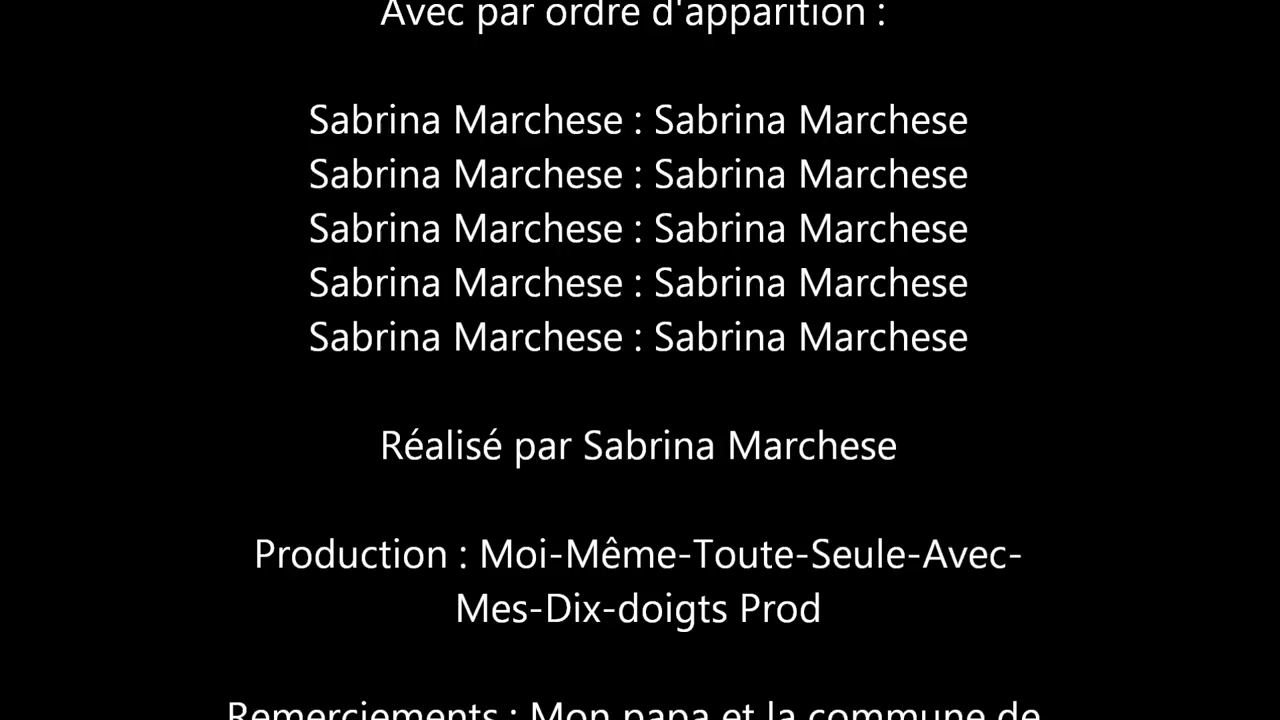 Avec par ordre d'apparition :
Sabrina Marchese : Sabrina Marchese
Sabrina Marchese : Sabrina Marchese
Sabrina Marchese : Sabrina Marchese
Sabrina Marchese : Sabrina Marchese
Sabrina Marchese : Sabrina Marchese
Réalisé par Sabrina Marchese
Production : Moi-Même-Toute-Seule-Avec-
Mes-Dix-doigts Prod
Remerciements : Mon papa et la commune de